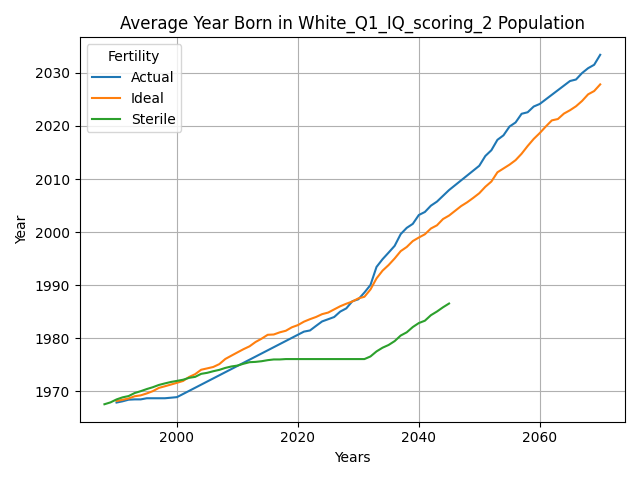 Average Year Born in White_Q1_IQ_scoring_2 Population
Fertility
Actual
Ideal
Sterile
2030
2020
2010
2000
1990
1980
1970
Year
2000
2020
2040
2060
Years